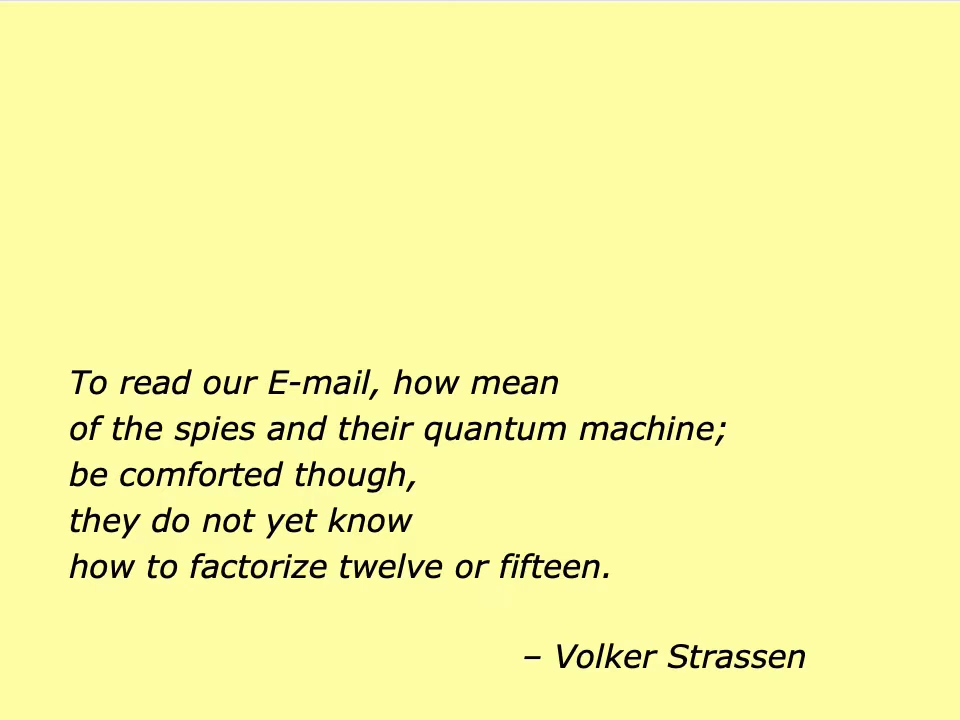 To read our E-mail, how mean
of the spies and their quantum machine;
be comforted though,
they do not yet know
how to factorize twelve or fifteen.
– Volker Strassen